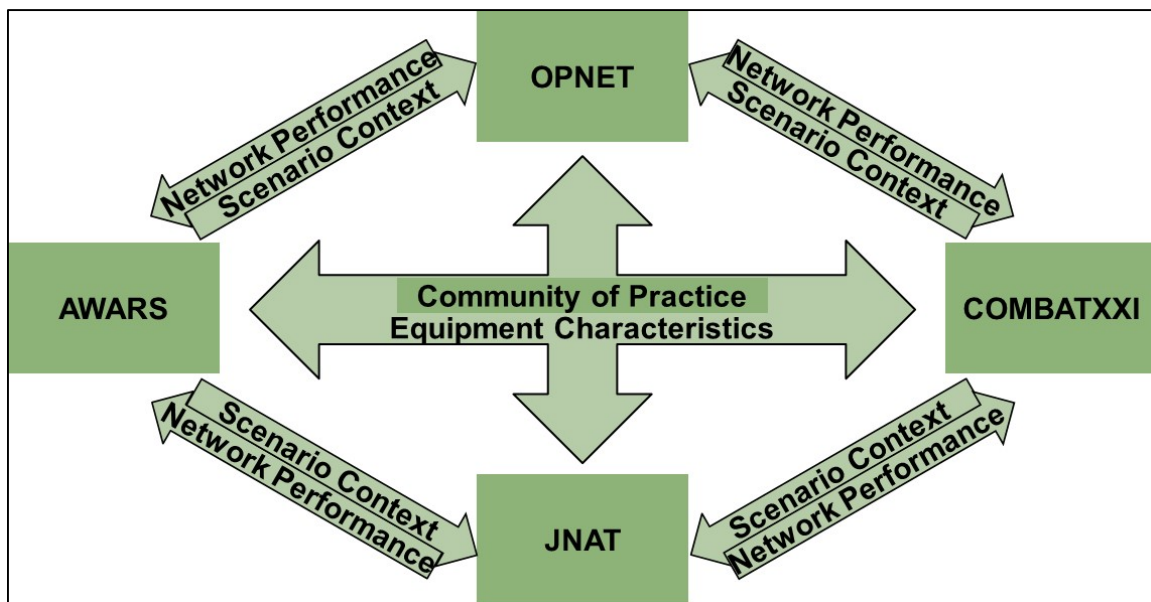 OPNET
Network Performance
Scenario Context
Network Performance
Scenario Context
AWARS
Community of Practice
Equipment Characteristics
COMBATXXI
Scenario Context
Network Performance
JNAT
Scenario Context
Network Performance